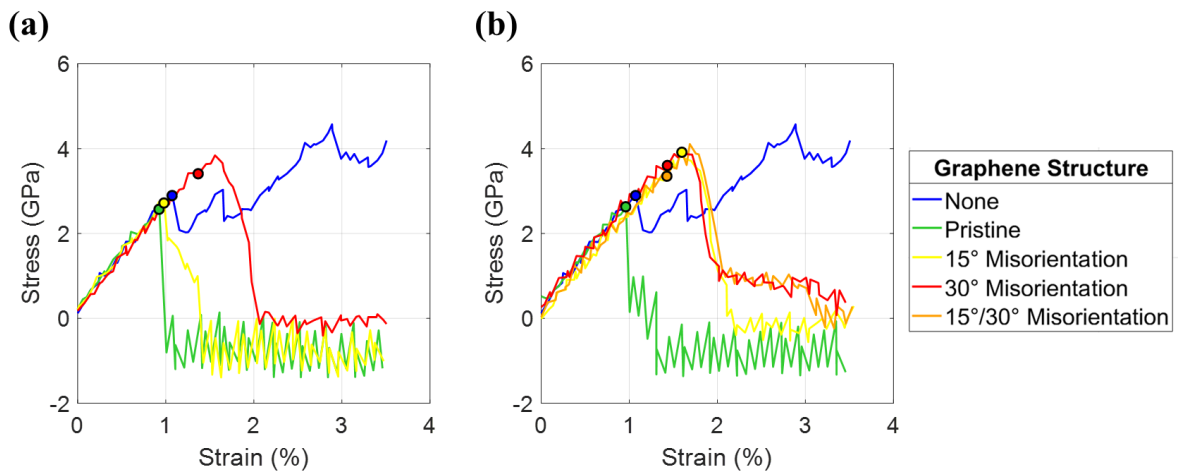 (a)
6
4
2
0
-2
0 1 2 3 4
Stress (GPa)
Strain (%)
(b)
6
4
2
0
-2
0 1 2 3 4
Stress (GPa)
Strain (%)
Graphene Structure
None
Pristine
15° Misorientation
30° Misorientation
15°/30° Misorientation